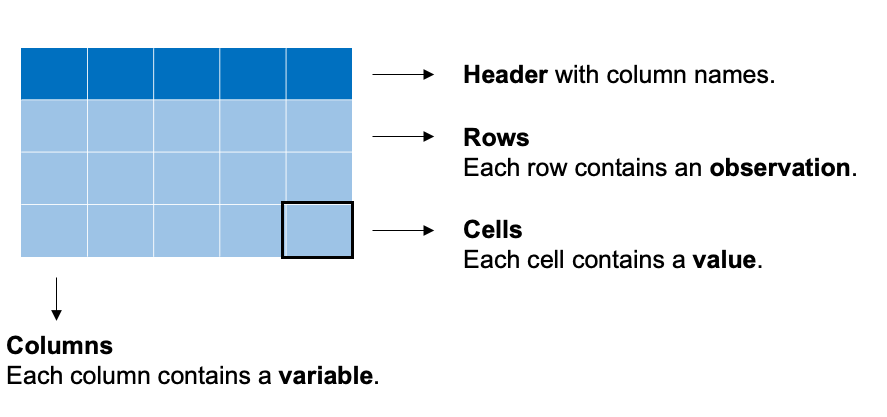 Header with column names.
Rows
Each row contains an observation.
Cells
Each cell contains a value.
Columns
Each column contains a variable.